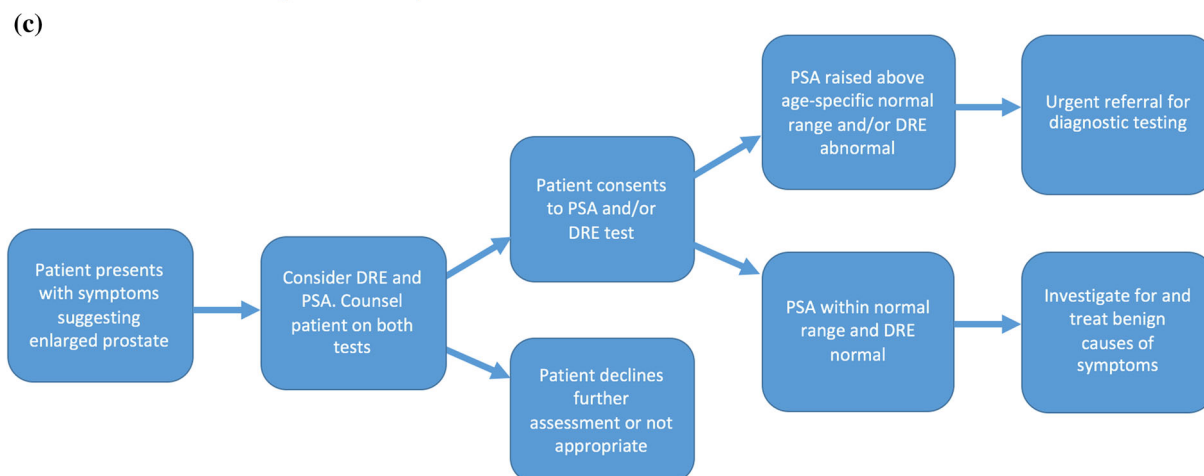 (c)
Patient presents
with symptoms
suggesting
enlarged prostate
Consider DRE and
PSA. Counsel
patient on both
tests
Patient consents
to PSA and/or
DRE test
Patient declines
further
assessment or not
appropriate
PSA raised above
age-specific normal
range and/or DRE
abnormal
Urgent referral for
diagnostic testing
PSA within normal
range and DRE
normal
Investigate for and
treat benign
causes of
symptoms